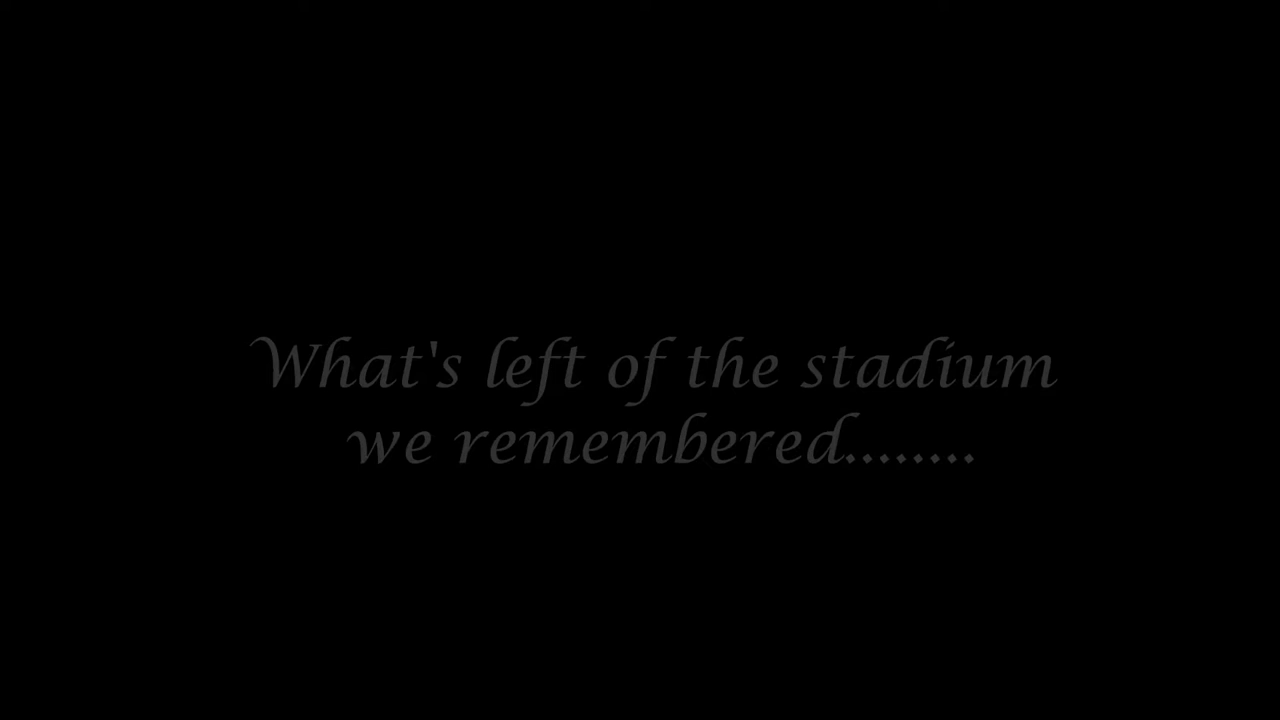 What's left of the stadium
we remembered........